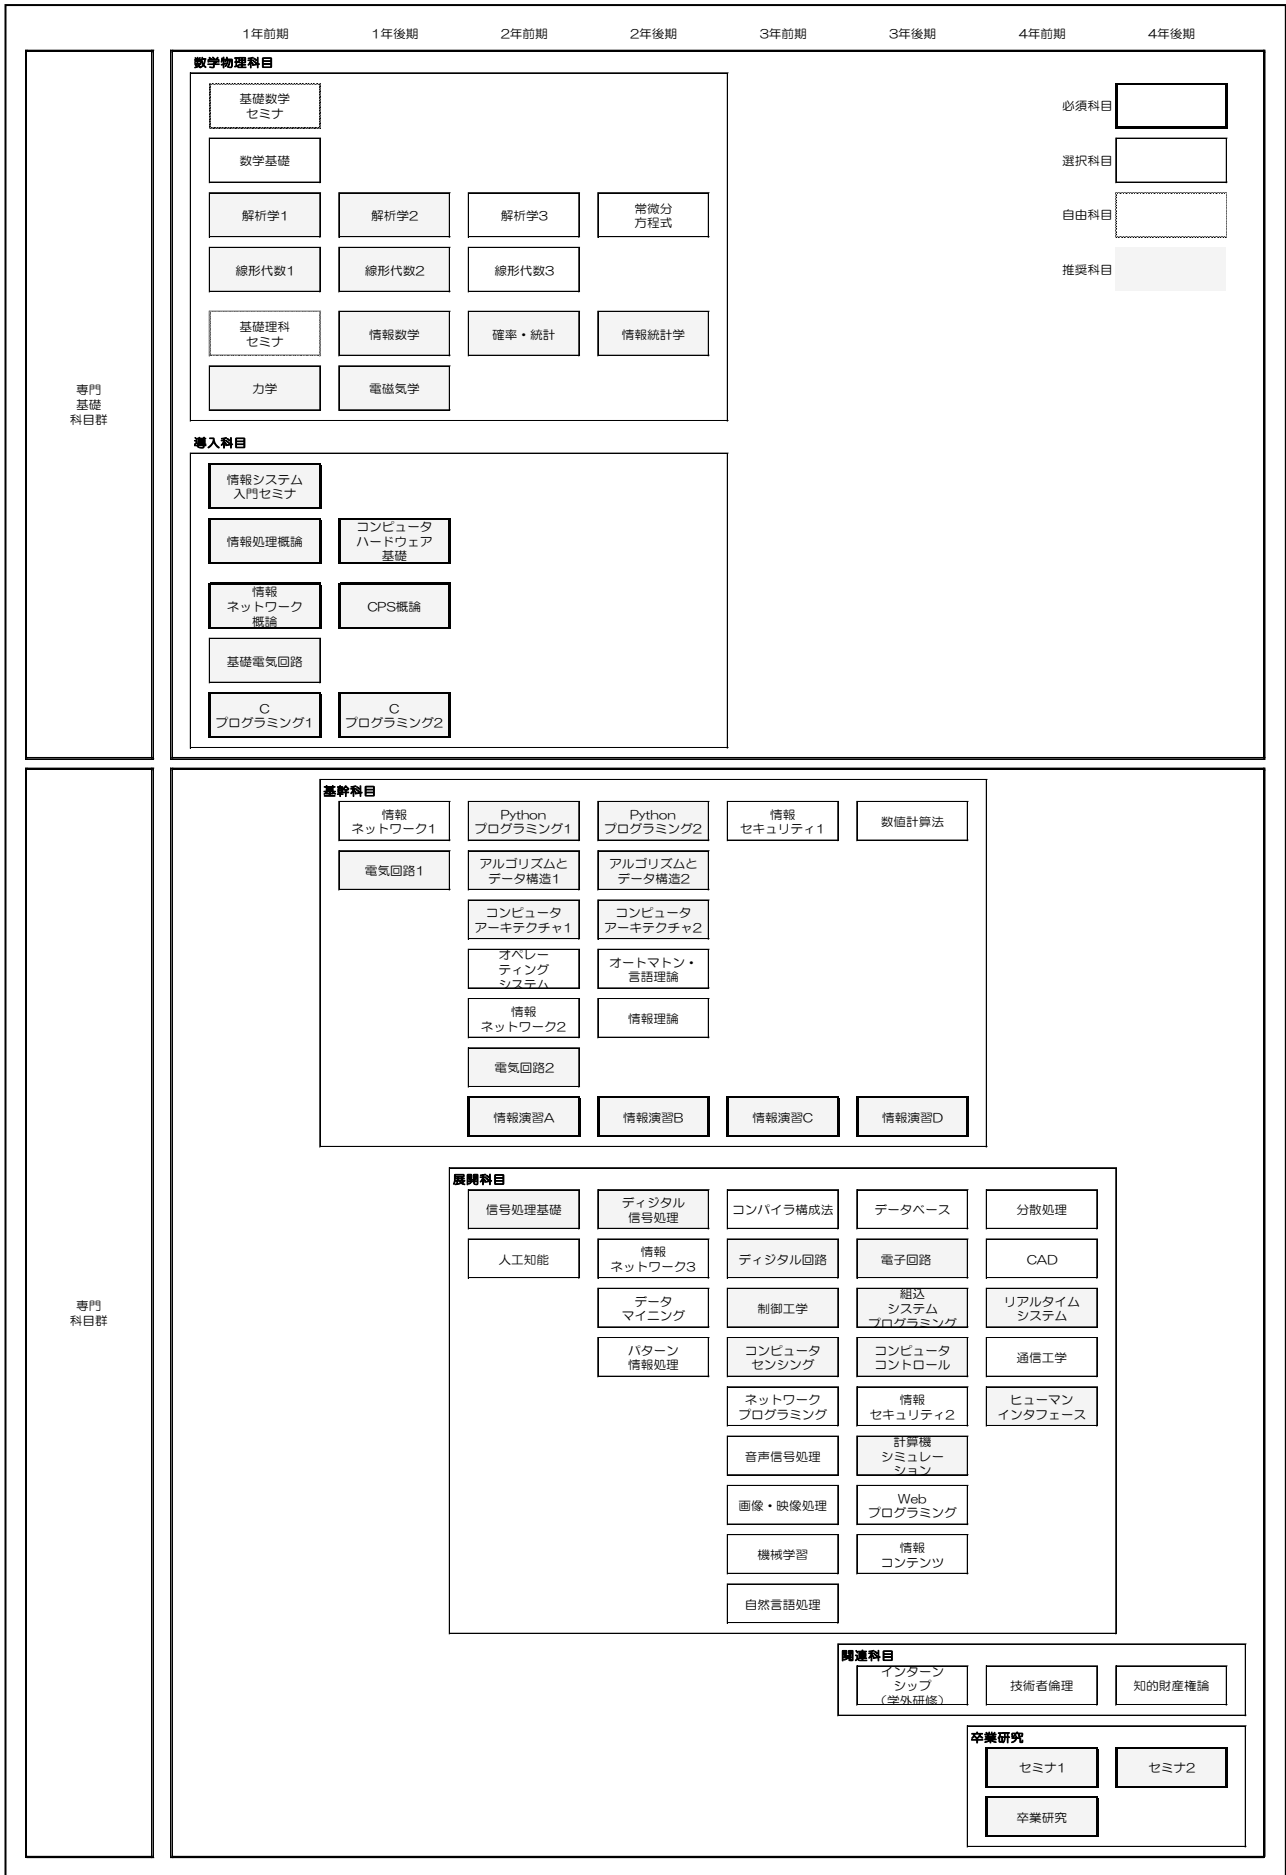 1年前期 1年後期 2年前期 2年後期 3年前期 3年後期 4年前期 4年後期
専門
基礎
科目群
数学物理科目
基礎数学
セミナ
数学基礎
解析学1 解析学2 解析学3 常微分
方程式
線形代数1 線形代数2 線形代数3
基礎理科
セミナ
情報数学 確率・統計 情報統計学
力学 電磁気学
必須科目
選択科目
自由科目
推奨科目
導入科目
情報システム
入門セミナ
情報処理概論
コンピュータ
ハードウェア
基礎
情報
ネットワーク
概論
CPS概論
基礎電気回路
C
プログラミング1
C
プログラミング2
専門
科目群
基幹科目
情報
ネットワーク1
Python
プログラミング1
Python
プログラミング2
情報
セキュリティ1
数値計算法
電気回路1
アルゴリズムと
データ構造1
アルゴリズムと
データ構造2
コンピュータ
アーキテクチャ1
コンピュータ
アーキテクチャ2
オペレー
ティング
システム
オートマトン・
言語理論
情報
ネットワーク2
情報理論
電気回路2
情報演習A 情報演習B 情報演習C 情報演習D
展開科目
信号処理基礎
ディジタル
信号処理
コンパイラ構成法 データベース 分散処理
人工知能
情報
ネットワーク3
ディジタル回路 電子回路 CAD
データ
マイニング
制御工学
組込
システム
プログラミング
リアルタイム
システム
パターン
情報処理
コンピュータ
センシング
コンピュータ
コントロール
通信工学
ネットワーク
プログラミング
情報
セキュリティ2
ヒューマン
インタフェース
音声信号処理
計算機
シミュレー
ション
画像・映像処理
Web
プログラミング
機械学習
情報
コンテンツ
自然言語処理
関連科目
インターン
シップ
（学外研修）
技術者倫理 知的財産権論
卒業研究
セミナ1 セミナ2
卒業研究